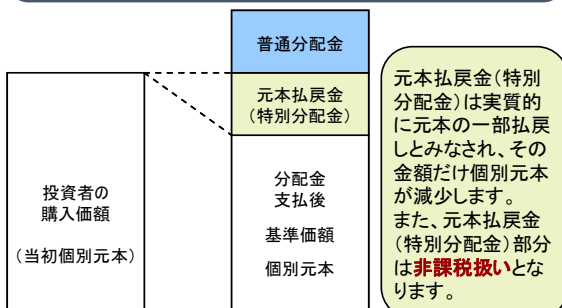 普通分配金
元本払戻金
(特別分配金)
分配金
支払後
基準価額
個別元本
投資者の
購入価額
(当初個別元本)
元本払戻金(特別
分配金)は実質的
に元本の一部払戻
しとみなされ、その
金額だけ個別元本
が減少します。
また、元本払戻金
(特別分配金)部分
は非課税扱いとな
ります。